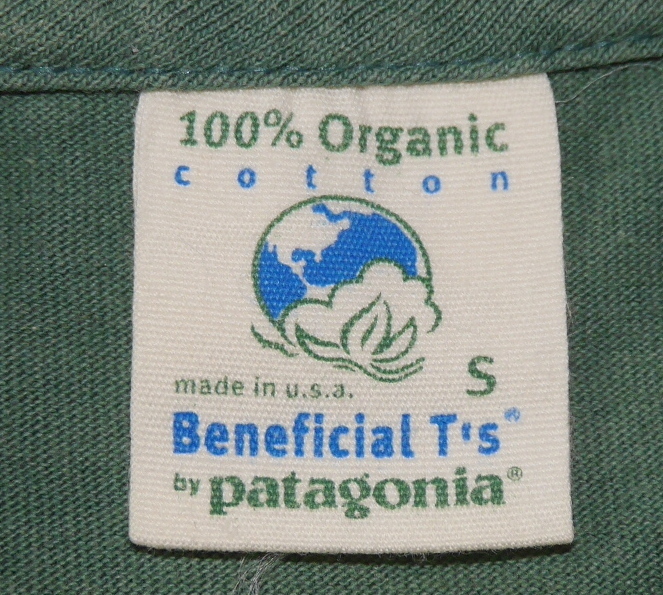 100% Organic
cotton
S
made in u.s.a.
Beneficial T's®
by patagonia®